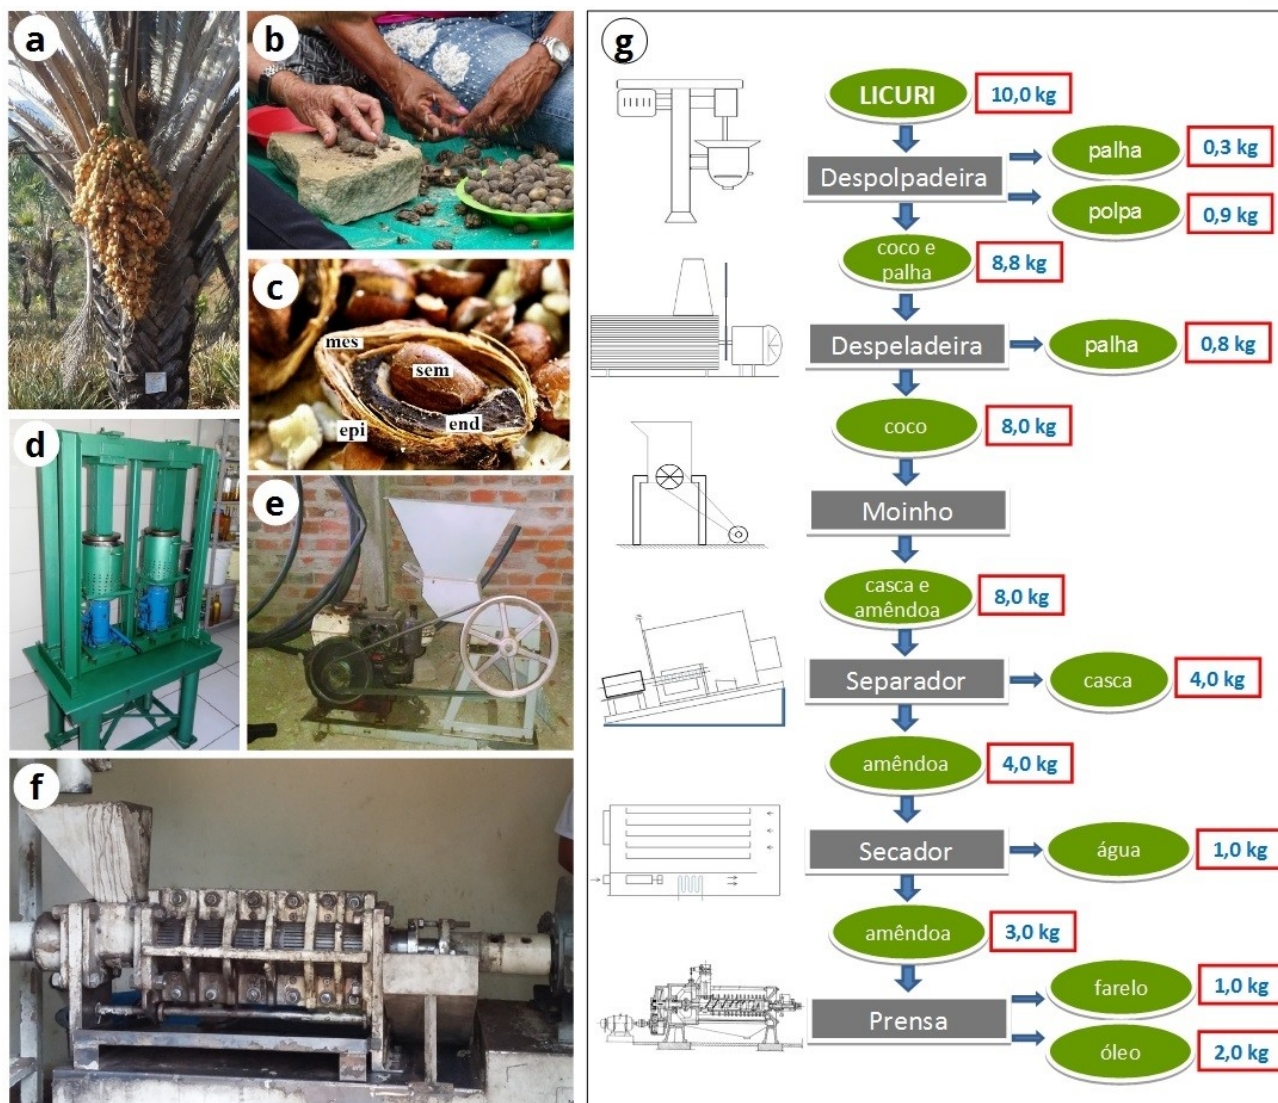 a
b
c
mes
sem
epi
end
d
e
f
g
LICURI
10,0 kg
Despolpadeira
palha
0,3 kg
polpa
0,9 kg
coco e
palha
8,8 kg
Despeladeira
palha
0,8 kg
coco
8,0 kg
Moinho
casca e
amêndoa
8,0 kg
Separador
casca
4,0 kg
amêndoa
4,0 kg
Secador
água
1,0 kg
amêndoa
3,0 kg
Prensa
farelo
1,0 kg
óleo
2,0 kg